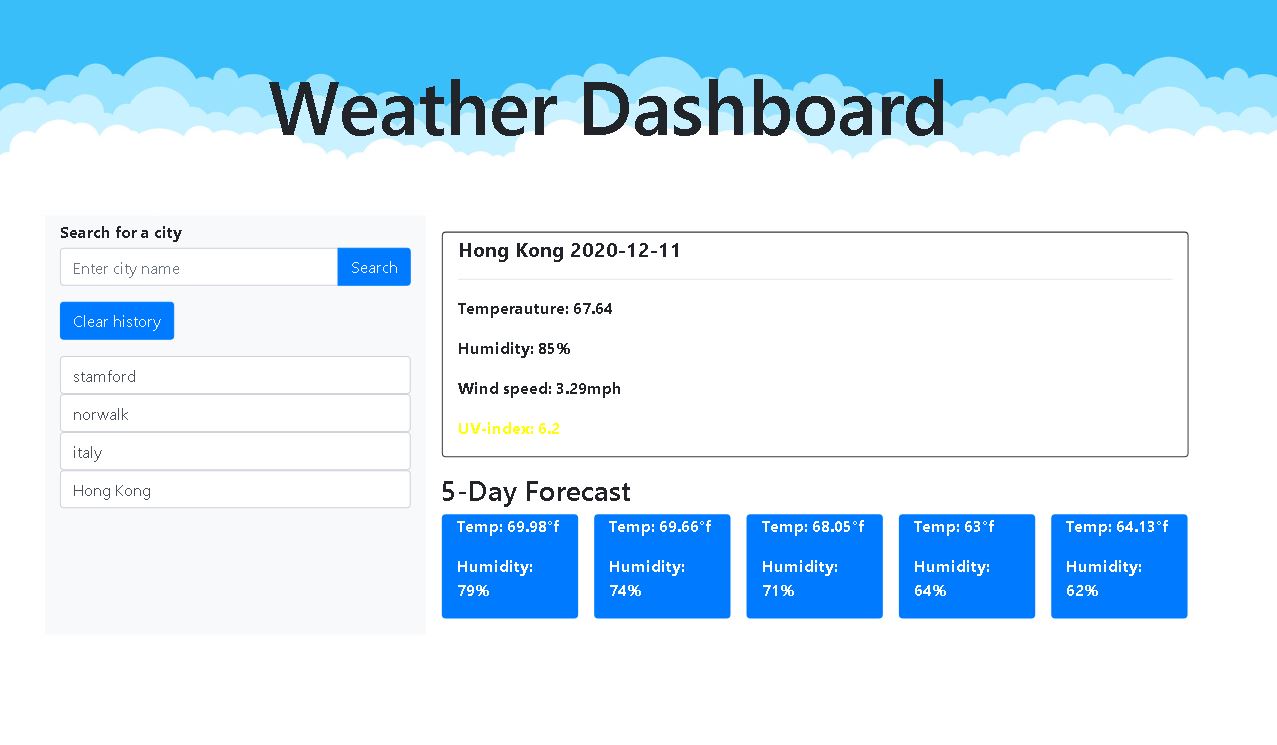 Weather Dashboard
Search for a city
Enter city name
Search
Clear history
stamford
norwalk
italy
Hong Kong
Hong Kong 2020-12-11
Temperauture: 67.64
Humidity: 85%
Wind speed: 3.29mph
UV-index: 6.2
5-Day Forecast
Temp: 69.98°f
Humidity:
79%
Temp: 69.66°f
Humidity:
74%
Temp: 68.05°f
Humidity:
71%
Temp: 63°f
Humidity:
64%
Temp: 64.13°f
Humidity:
62%